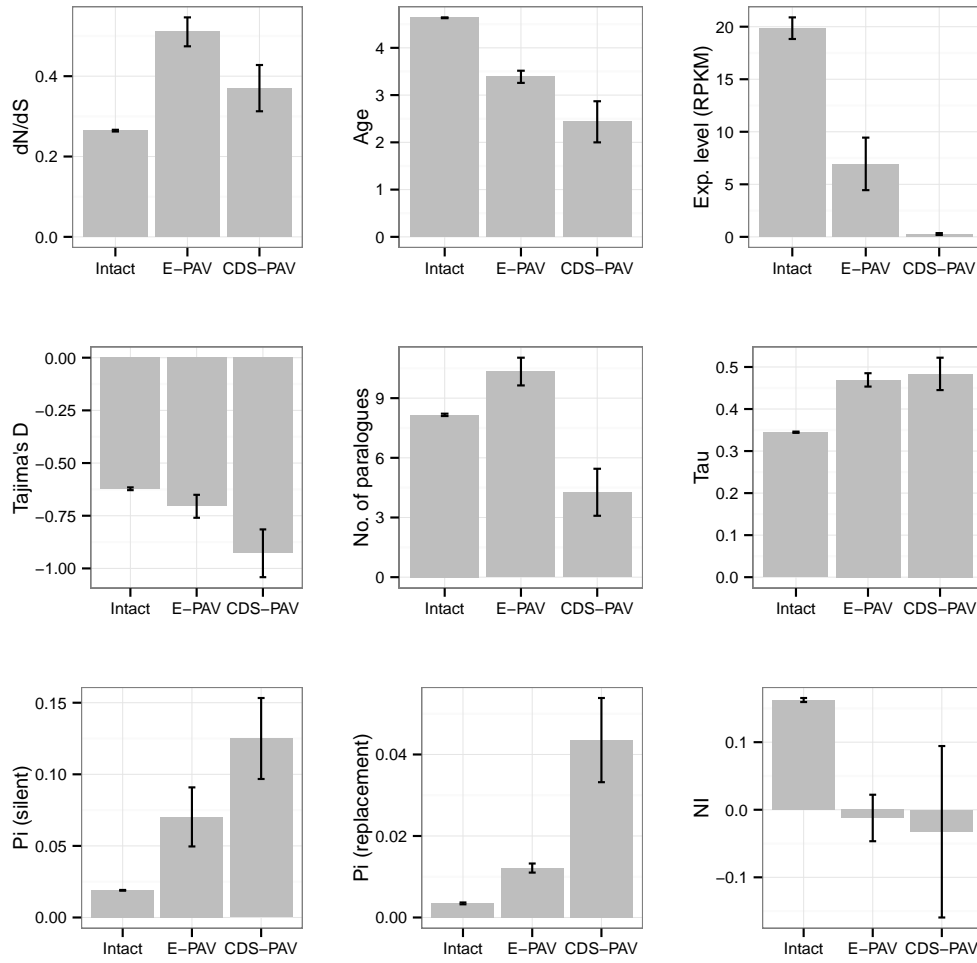 dN/dS
0.4
0.2
0.0
Intact E−PAV CDS−PAV
Age
4
3
2
1
0
Intact E−PAV CDS−PAV
Exp. level (RPKM)
20
15
10
5
0
Intact E−PAV CDS−PAV
Tajima's D
0.00
−0.25
−0.50
−0.75
−1.00
Intact E−PAV CDS−PAV
No. of paralogues
9
6
3
0
Intact E−PAV CDS−PAV
Tau
0.5
0.4
0.3
0.2
0.1
0.0
Intact E−PAV CDS−PAV
Pi (silent)
0.15
0.10
0.05
0.00
Intact E−PAV CDS−PAV
Pi (replacement)
0.04
0.02
0.00
Intact E−PAV CDS−PAV
NI
0.1
0.0
−0.1
Intact E−PAV CDS−PAV